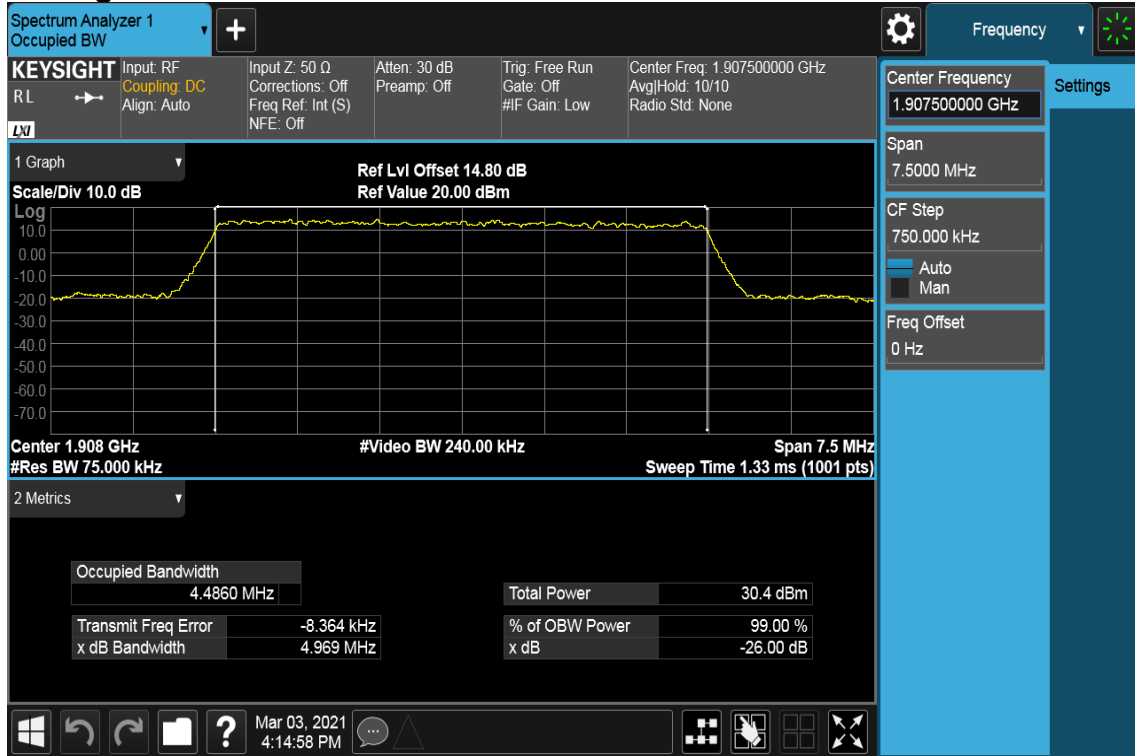 Spectrum Analyzer 1
Occupied BW
+
Frequency
KEYSIGHT
RL
LXI
Input: RF
Coupling: DC
Align: Auto
Input Z: 50 Ω
Corrections: Off
Freq Ref: Int (S)
NFE: Off
Atten: 30 dB
Preamp: Off
Trig: Free Run
Gate: Off
#IF Gain: Low
Center Freq: 1.907500000 GHz
Avg|Hold: 10/10
Radio Std: None
Center Frequency
1.907500000 GHz
Settings
Span
7.5000 MHz
CF Step
750.000 kHz
Auto
Man
Freq Offset
0 Hz
1 Graph
Scale/Div 10.0 dB
Ref Lvl Offset 14.80 dB
Ref Value 20.00 dBm
Log
10.0
0.00
-10.0
-20.0
-30.0
-40.0
-50.0
-60.0
-70.0
Center 1.908 GHz
#Video BW 240.00 kHz
Span 7.5 MHz
#Res BW 75.000 kHz
Sweep Time 1.33 ms (1001 pts)
2 Metrics
Occupied Bandwidth
4.4860 MHz
Total Power 30.4 dBm
Transmit Freq Error -8.364 kHz
% of OBW Power 99.00 %
x dB Bandwidth 4.969 MHz
x dB -26.00 dB
?
Mar 03, 2021
4:14:58 PM